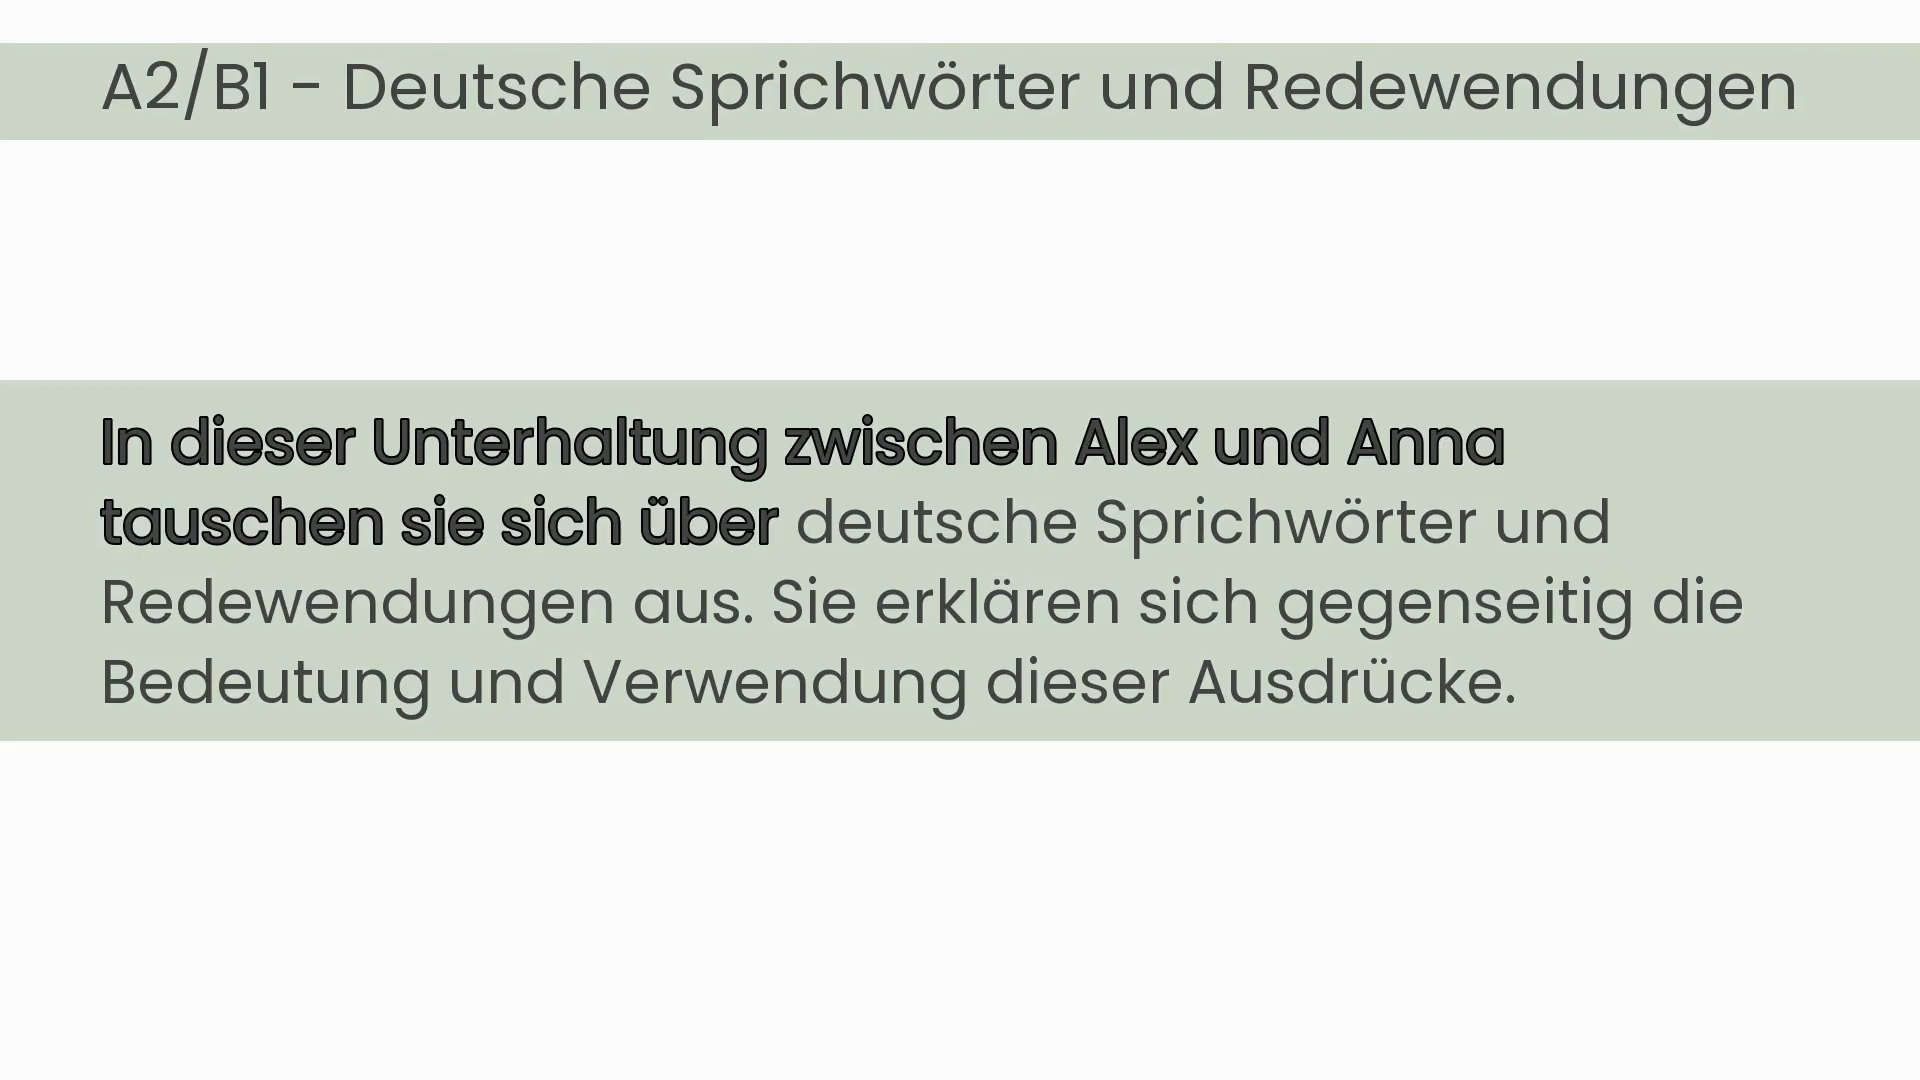 A2/B1 - Deutsche Sprichwörter und Redewendungen
In dieser Unterhaltung zwischen Alex und Anna
tauschen sie sich über deutsche Sprichwörter und
Redewendungen aus. Sie erklären sich gegenseitig die
Bedeutung und Verwendung dieser Ausdrücke.